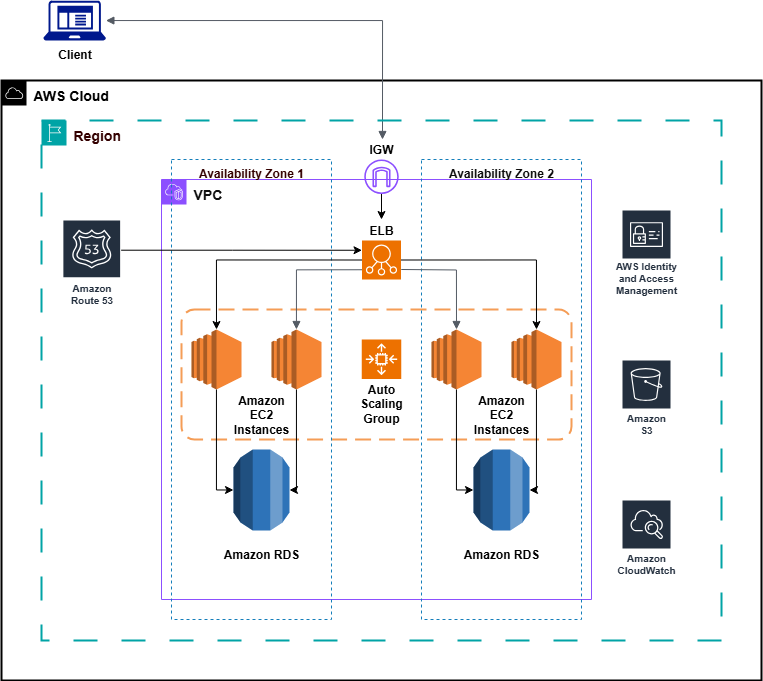 Client
AWS Cloud
Region
IGW
Availability Zone 1
Availability Zone 2
VPC
ELB
53
Amazon
Route 53
AWS Identity
and Access
Management
Auto
Scaling
Group
Amazon
EC2
Instances
Amazon
EC2
Instances
Amazon
S3
Amazon RDS
Amazon RDS
Amazon
CloudWatch